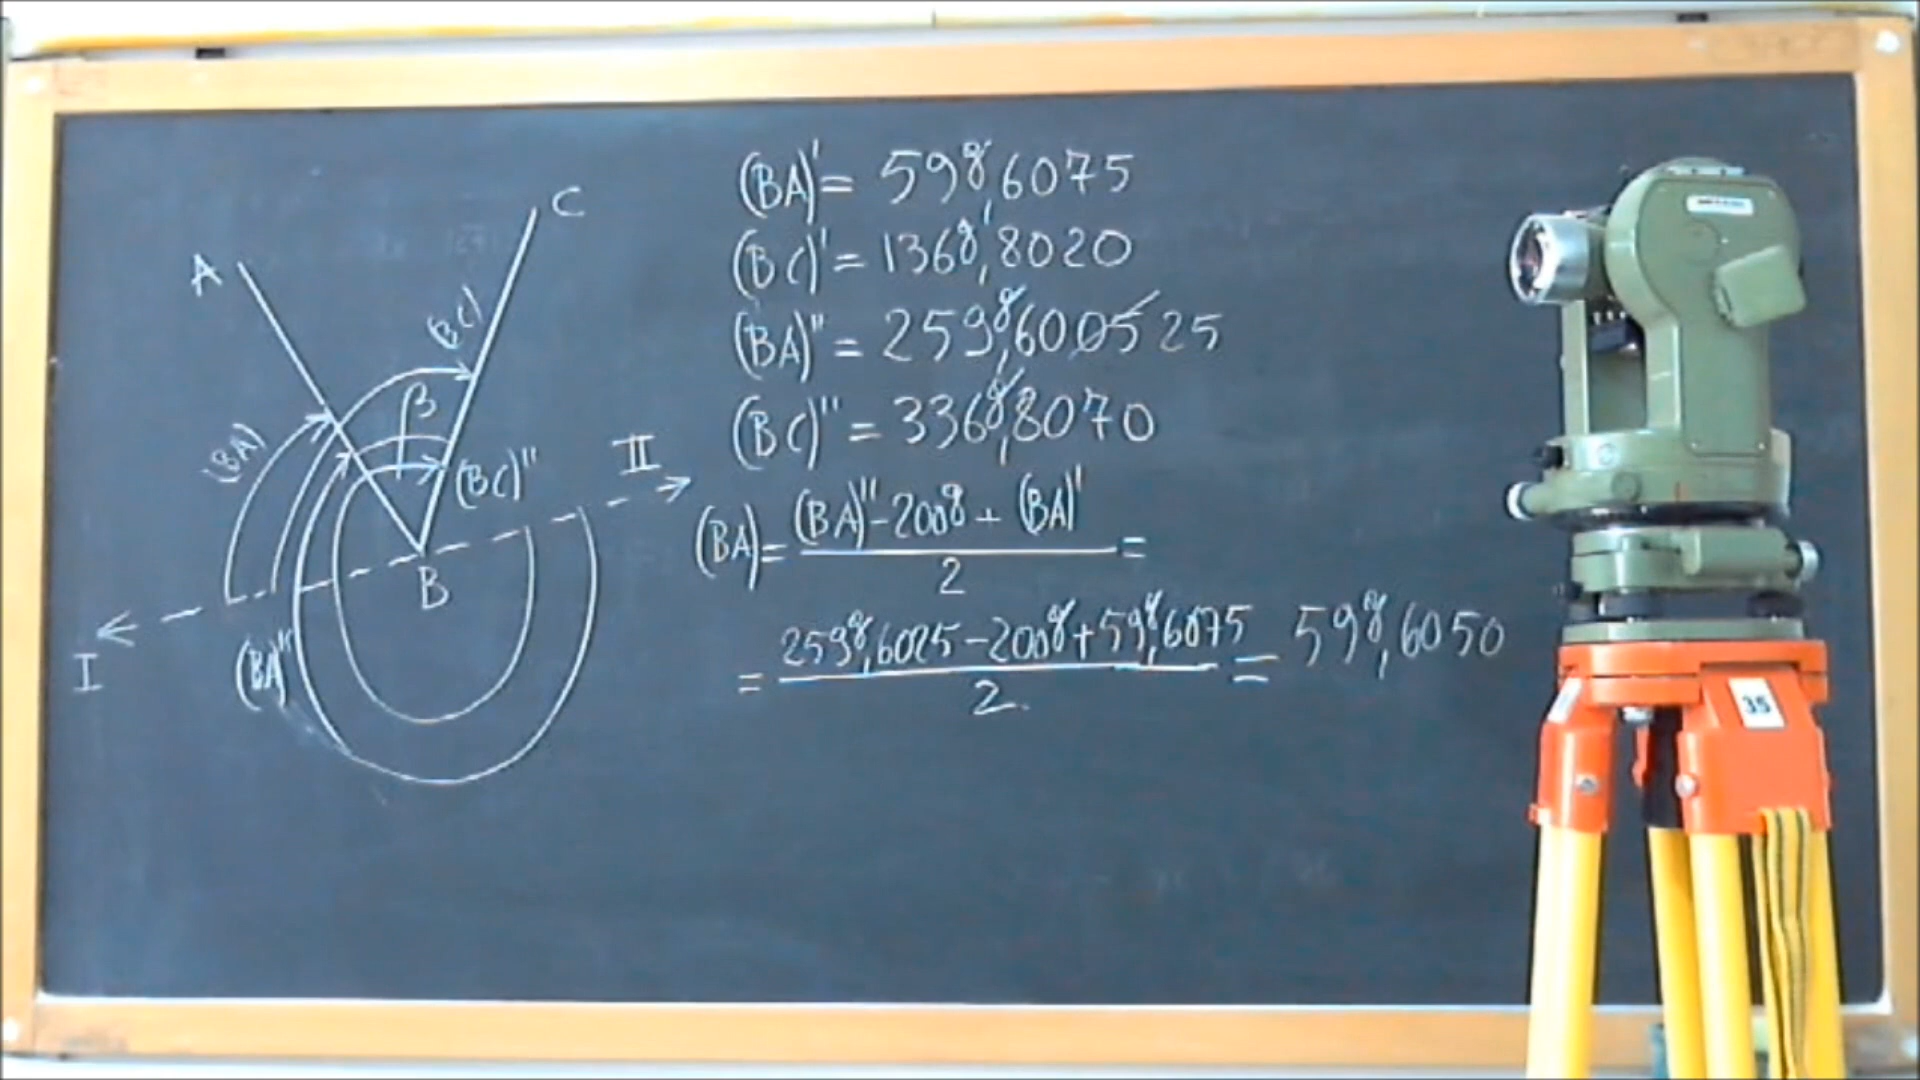 C
A
(BC)
β
(BA)
(BC)"
II
B
I
(BA)"
(BA)' = 59g,6075
(BC)' = 136g,8020
(BA)" = 259g,600525
(BC)" = 336g,8070
(BA) = (BA)" - 200g + (BA)' =
2
= 259g,6025 - 200g + 59g,6075 = 59g,6050
2
35